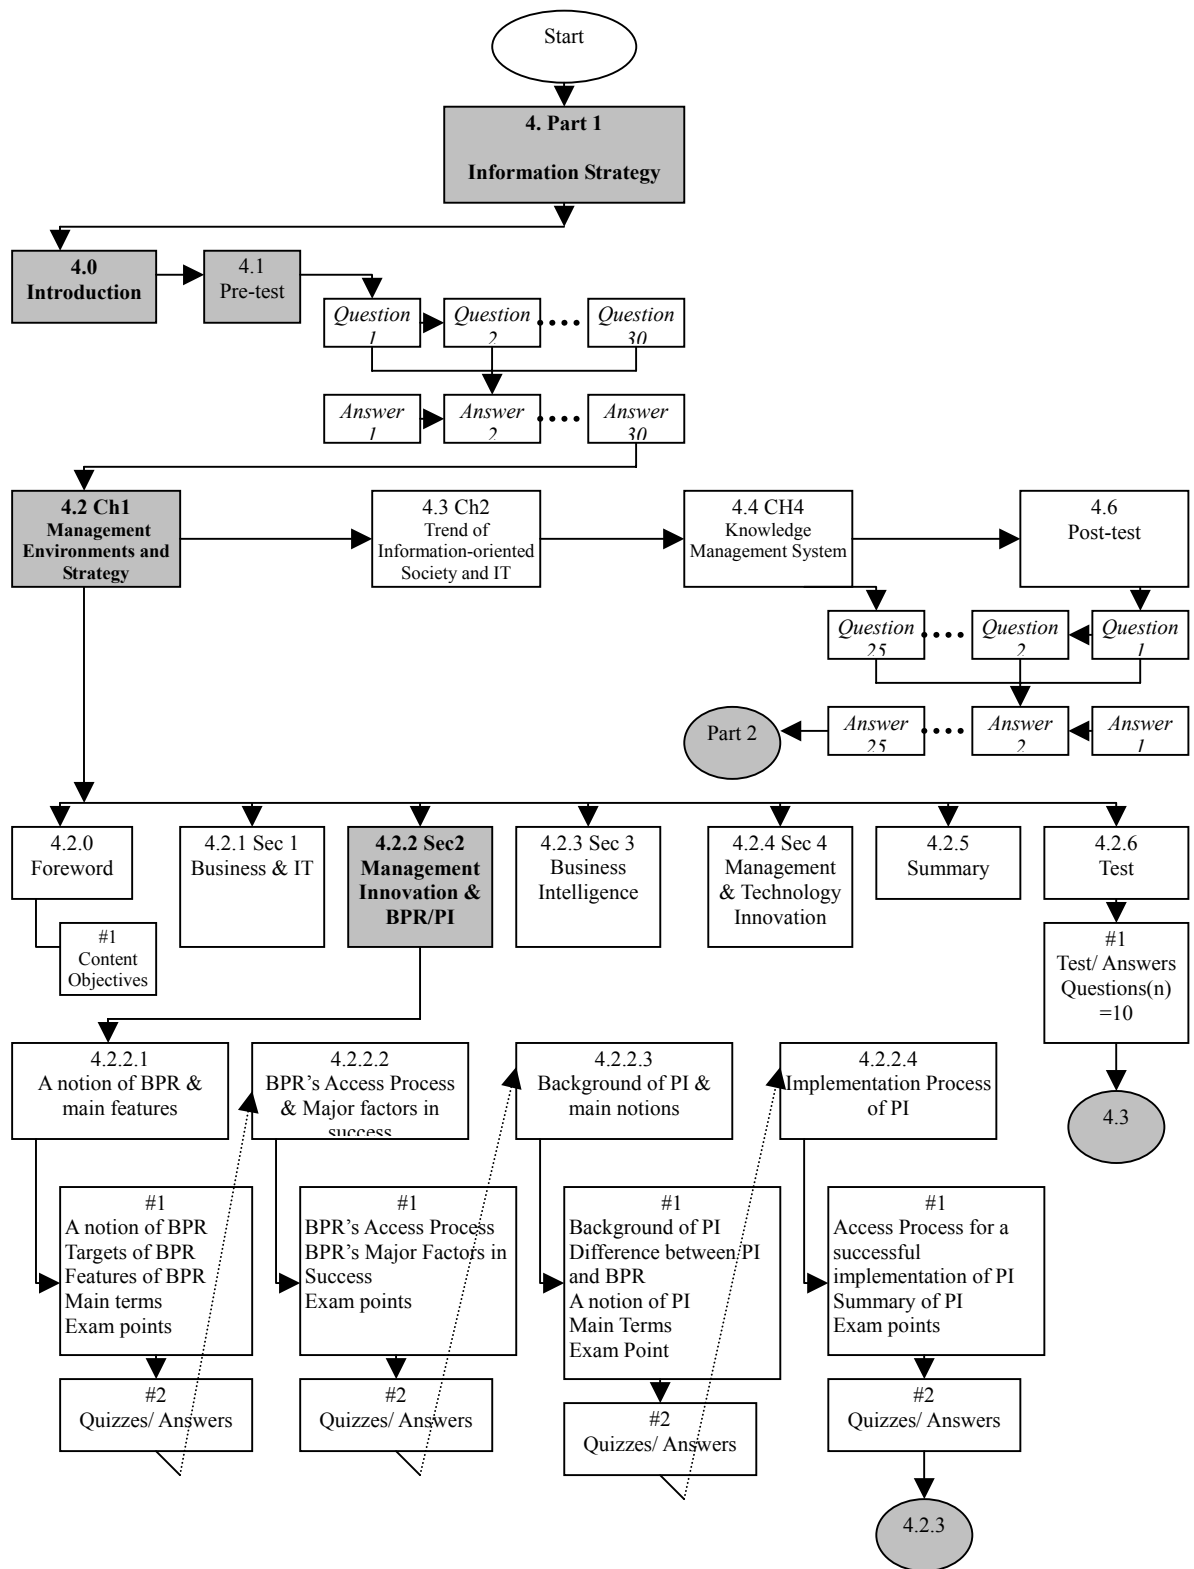 Start
4. Part 1
Information Strategy
4.0
Introduction
4.1
Pre-test
Question
1
Question
2
Question
30
Answer
1
Answer
2
Answer
30
4.2 Ch1
Management
Environments and
Strategy
4.3 Ch2
Trend of
Information-oriented
Society and IT
4.4 CH4
Knowledge
Management System
4.6
Post-test
Question
25
Question
2
Question
1
Part 2
Answer
25
Answer
2
Answer
1
4.2.0
Foreword
4.2.1 Sec 1
Business & IT
4.2.2 Sec2
Management
Innovation &
BPR/PI
4.2.3 Sec 3
Business
Intelligence
4.2.4 Sec 4
Management
& Technology
Innovation
4.2.5
Summary
4.2.6
Test
#1
Content
Objectives
#1
Test/ Answers
Questions(n)
=10
4.2.2.1
A notion of BPR &
main features
4.2.2.2
BPR’s Access Process
& Major factors in
success
4.2.2.3
Background of PI &
main notions
4.2.2.4
Implementation Process
of PI
4.3
#1
A notion of BPR
Targets of BPR
Features of BPR
Main terms
Exam points
#1
BPR’s Access Process
BPR’s Major Factors in
Success
Exam points
#1
Background of PI
Difference between PI
and BPR
A notion of PI
Main Terms
Exam Point
#1
Access Process for a
successful
implementation of PI
Summary of PI
Exam points
#2
Quizzes/ Answers
#2
Quizzes/ Answers
#2
Quizzes/ Answers
#2
Quizzes/ Answers
4.2.3